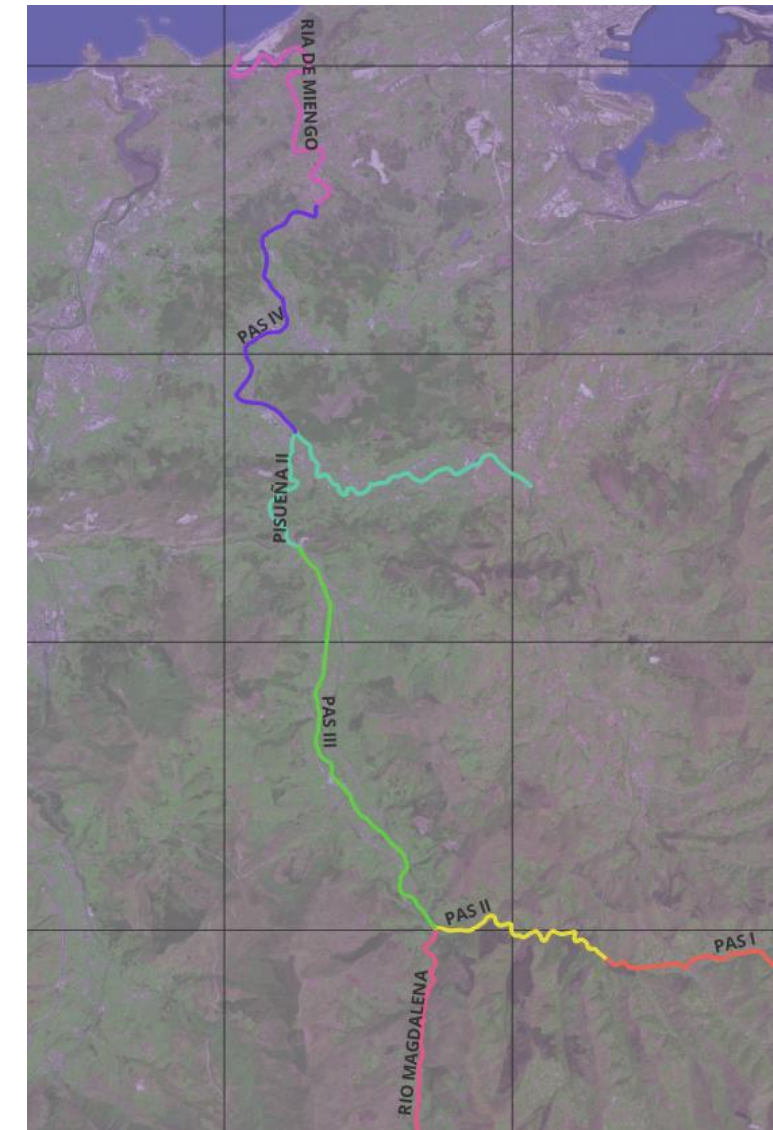 RIA DE MIENGO
PAS IV
PISUEÑA II
PAS III
PAS II
PAS I
RIO MAGDALENA